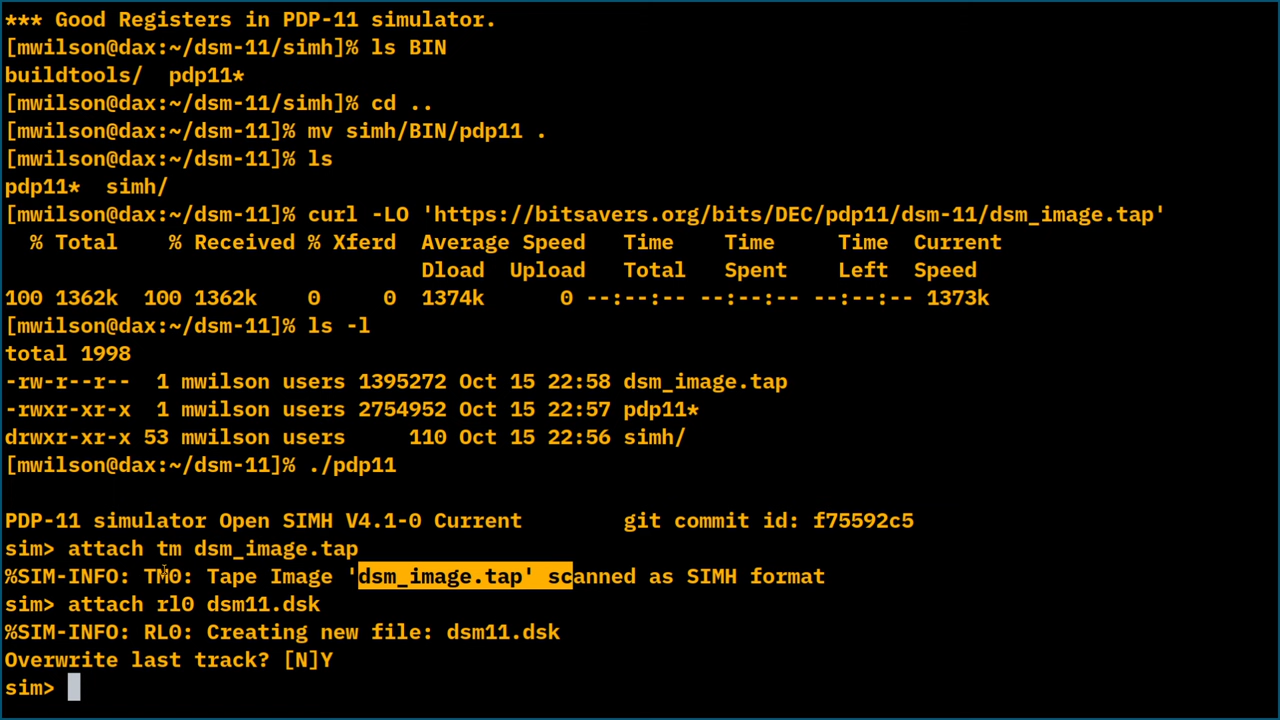 *** Good Registers in PDP-11 simulator.
[mwilson@dax:~/dsm-11/simh]% ls BIN
buildtools/  pdp11*
[mwilson@dax:~/dsm-11/simh]% cd ..
[mwilson@dax:~/dsm-11]% mv simh/BIN/pdp11 .
[mwilson@dax:~/dsm-11]% ls
pdp11*  simh/
[mwilson@dax:~/dsm-11]% curl -LO 'https://bitsavers.org/bits/DEC/pdp11/dsm-11/dsm_image.tap'
  % Total    % Received % Xferd  Average Speed   Time    Time     Time  Current
                                 Dload  Upload   Total   Spent    Left  Speed
100 1362k  100 1362k    0     0  1374k      0 --:--:-- --:--:-- --:--:-- 1373k
[mwilson@dax:~/dsm-11]% ls -l
total 1998
-rw-r--r--  1 mwilson users 1395272 Oct 15 22:58 dsm_image.tap
-rwxr-xr-x  1 mwilson users 2754952 Oct 15 22:57 pdp11*
drwxr-xr-x 53 mwilson users     110 Oct 15 22:56 simh/
[mwilson@dax:~/dsm-11]% ./pdp11
PDP-11 simulator Open SIMH V4.1-0 Current        git commit id: f75592c5
sim> attach tm dsm_image.tap
%SIM-INFO: TM0: Tape Image 'dsm_image.tap' scanned as SIMH format
sim> attach rl0 dsm11.dsk
%SIM-INFO: RL0: Creating new file: dsm11.dsk
Overwrite last track? [N]Y
sim>